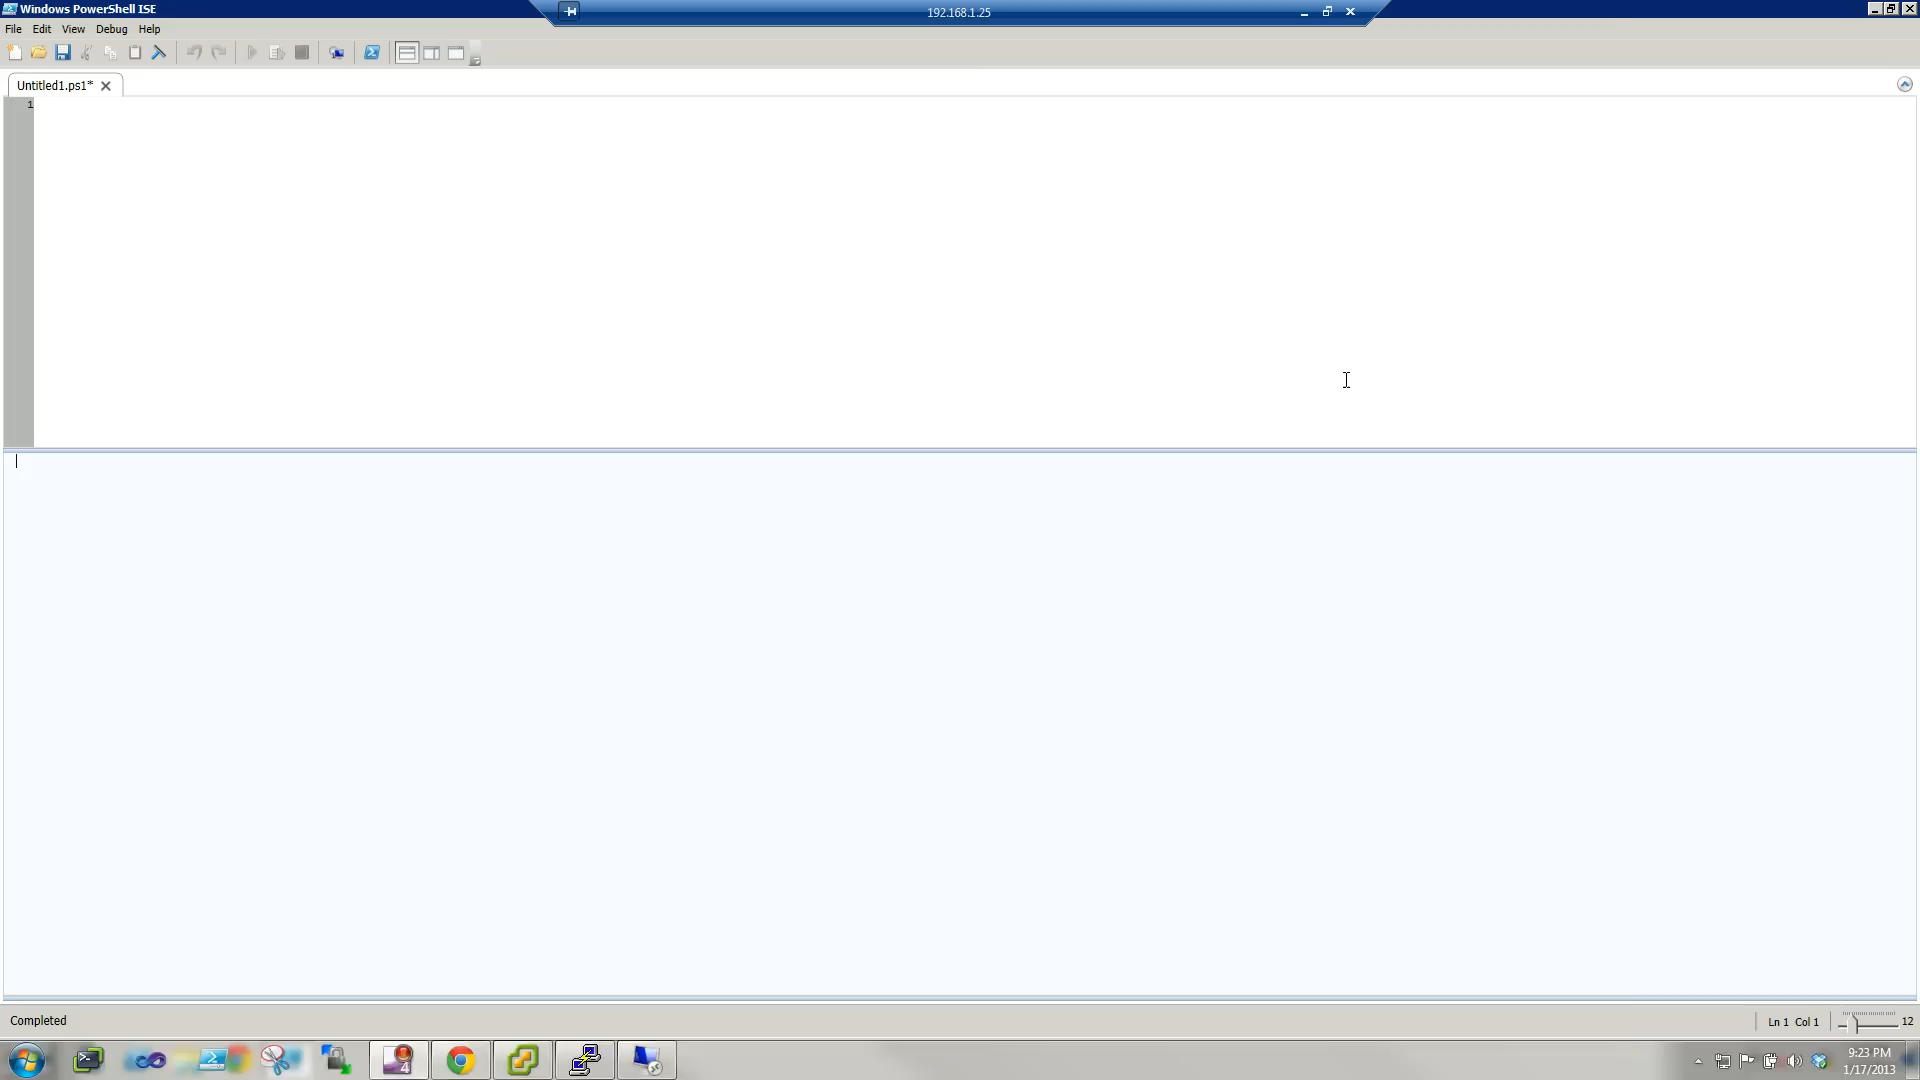 Windows PowerShell ISE
192.168.1.25
File Edit View Debug Help
Untitled1.ps1*
1
Completed
Ln 1 Col 1
12
4
9:23 PM
1/17/2013